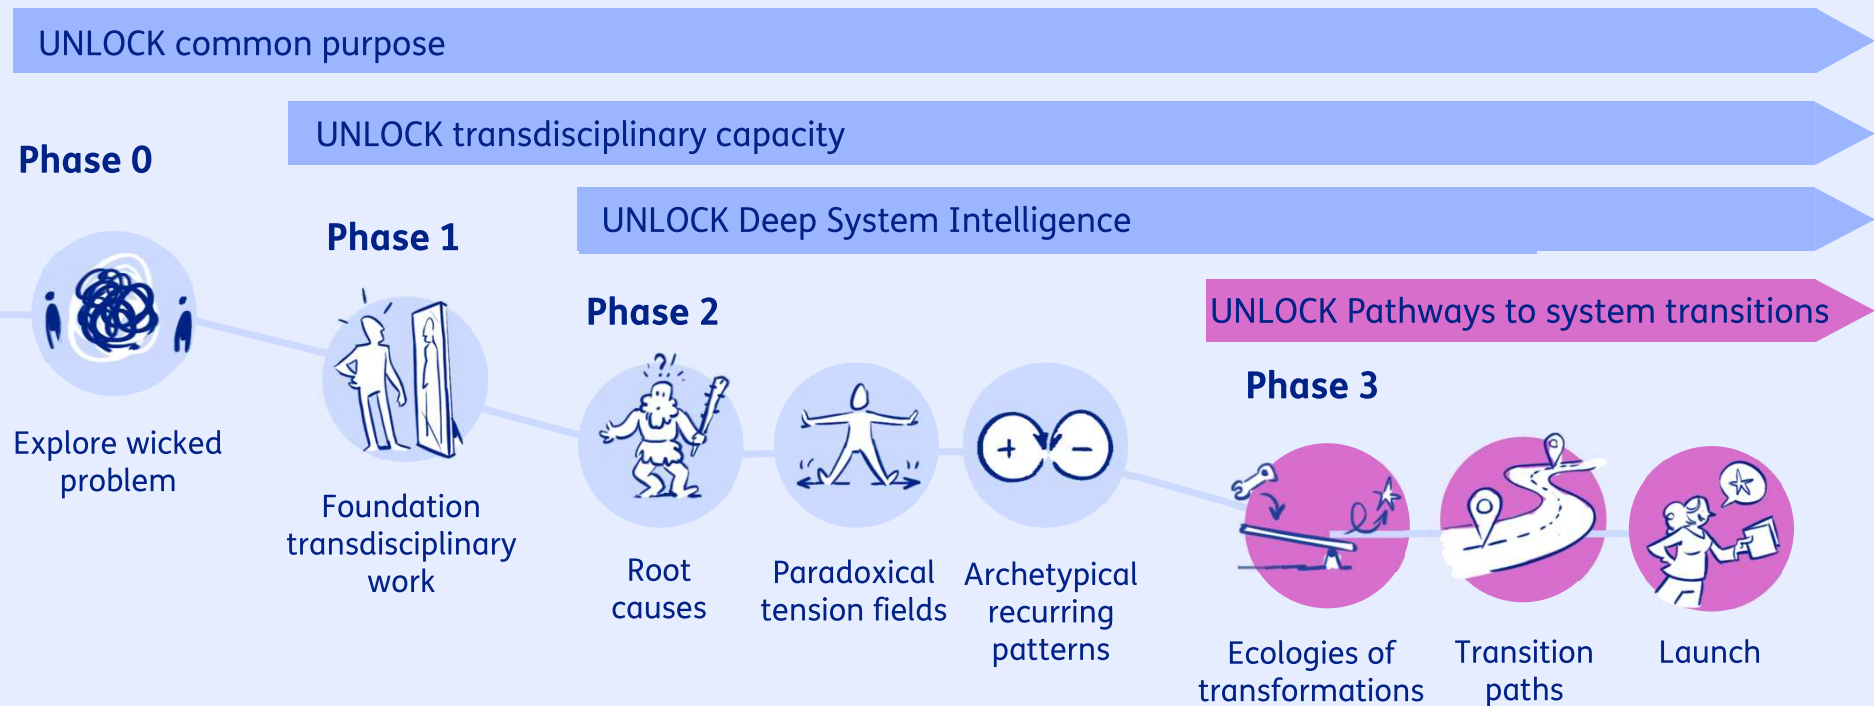 UNLOCK common purpose
UNLOCK transdisciplinary capacity
Phase 0
UNLOCK Deep System Intelligence
Phase 1
UNLOCK Pathways to system transitions
Phase 2
Phase 3
Explore wicked
problem
Foundation
transdisciplinary
work
?!
Root
causes
Paradoxical
tension fields
+ −
Archetypical
recurring
patterns
Ecologies of
transformations
Transition
paths
Launch